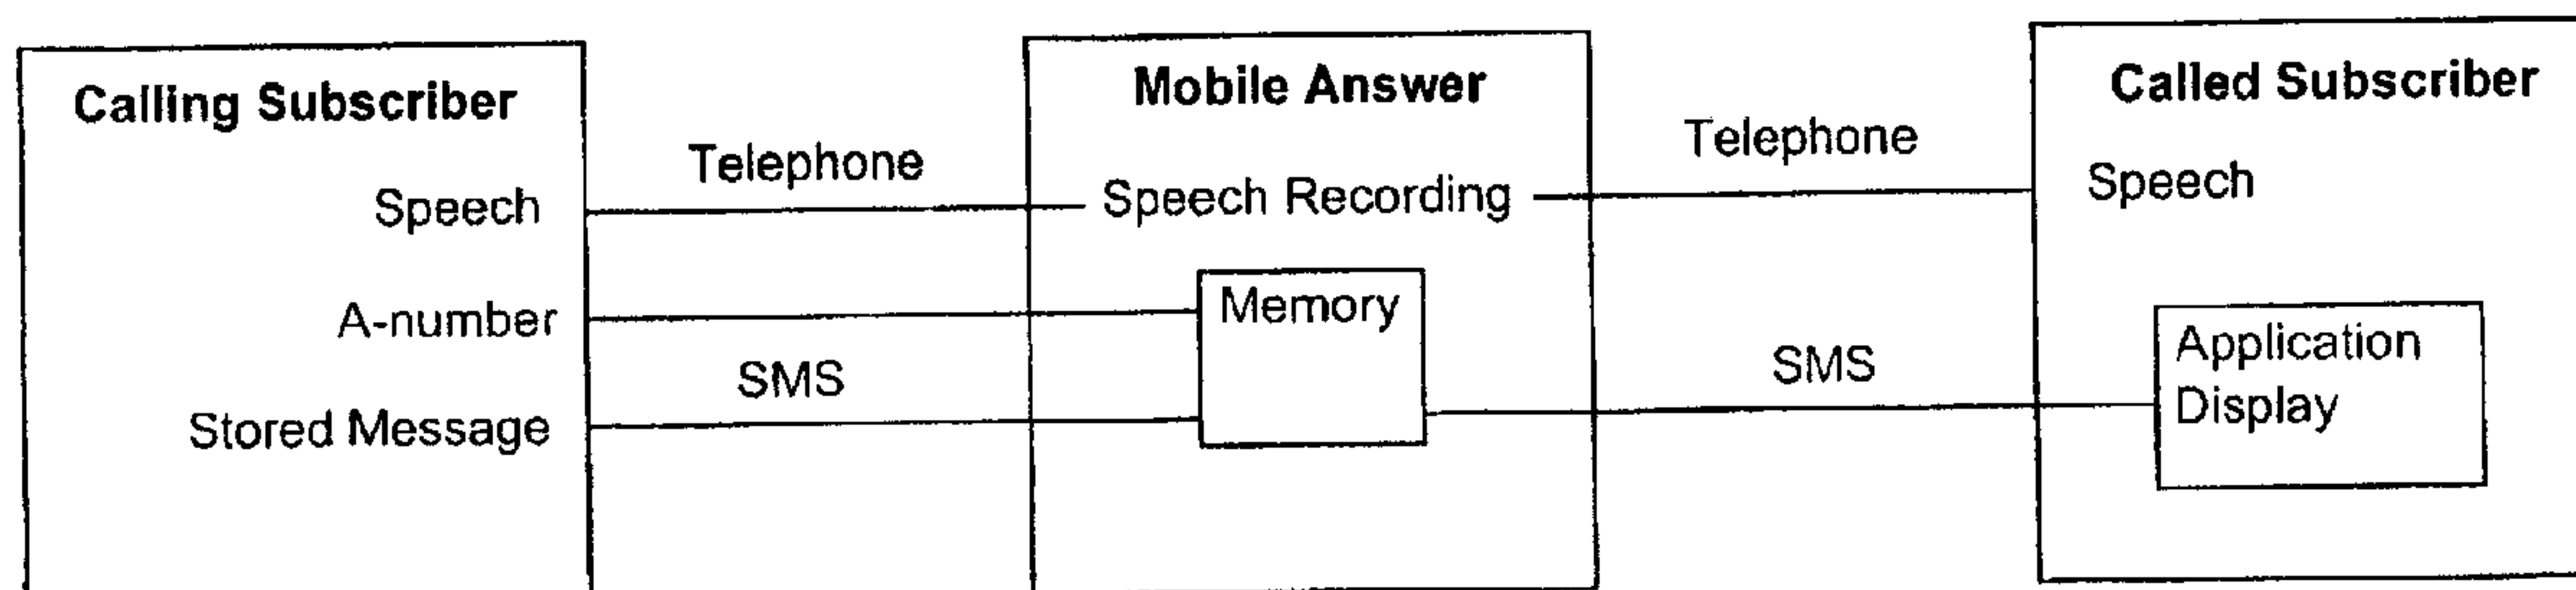 Calling Subscriber
Speech
A-number
Stored Message
Telephone
SMS
Mobile Answer
Speech Recording
Memory
Telephone
SMS
Called Subscriber
Speech
Application
Display